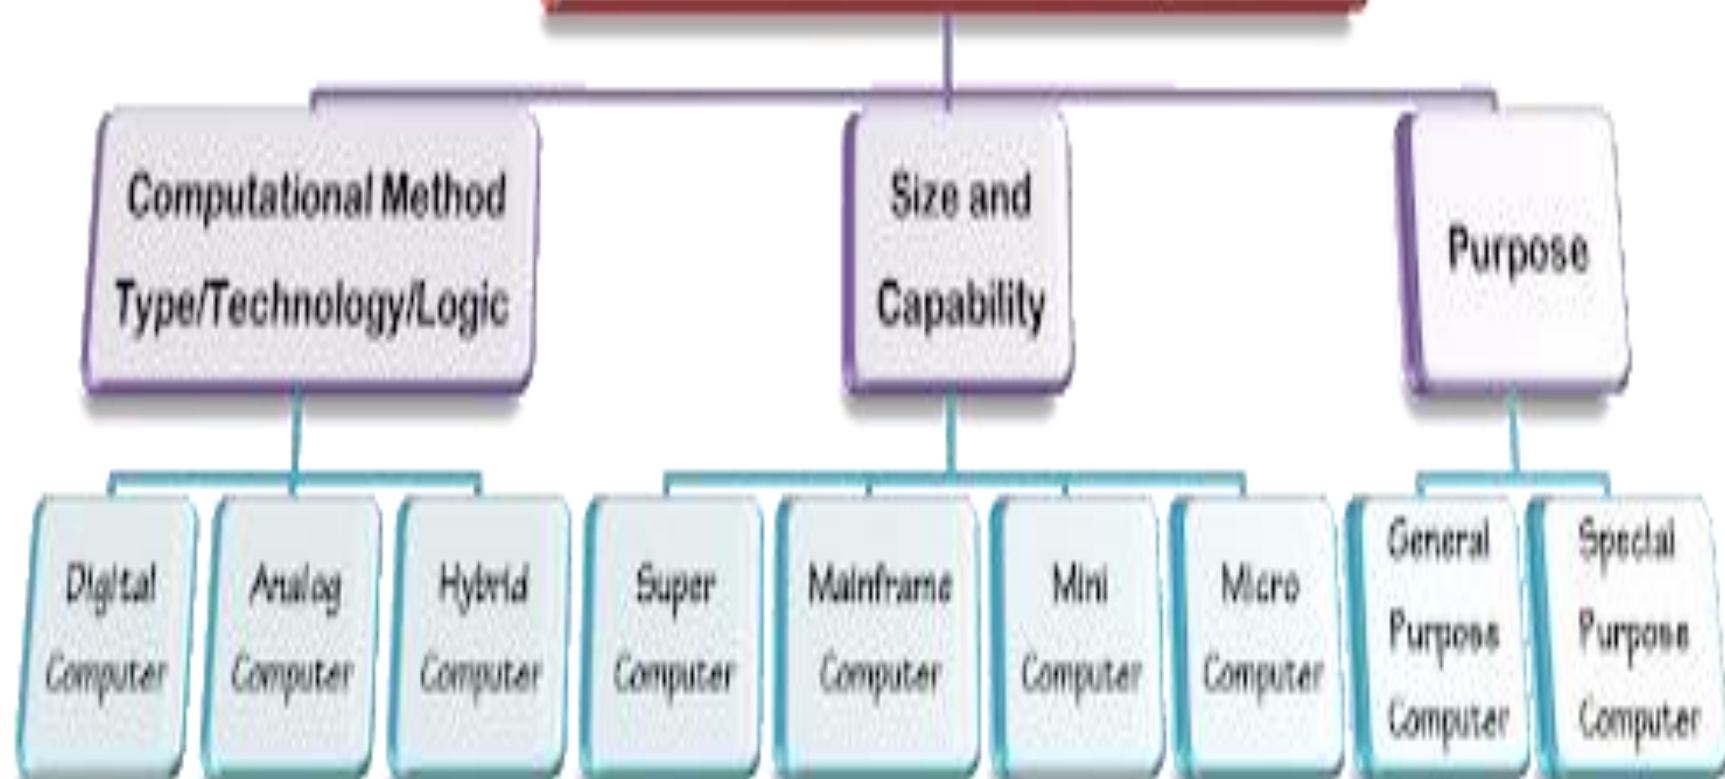 Computational Method
Type/Technology/Logic
Size and
Capability
Purpose
Digital
Computer
Analog
Computer
Hybrid
Computer
Super
Computer
Mainframe
Computer
Mini
Computer
Micro
Computer
General
Purpose
Computer
Special
Purpose
Computer